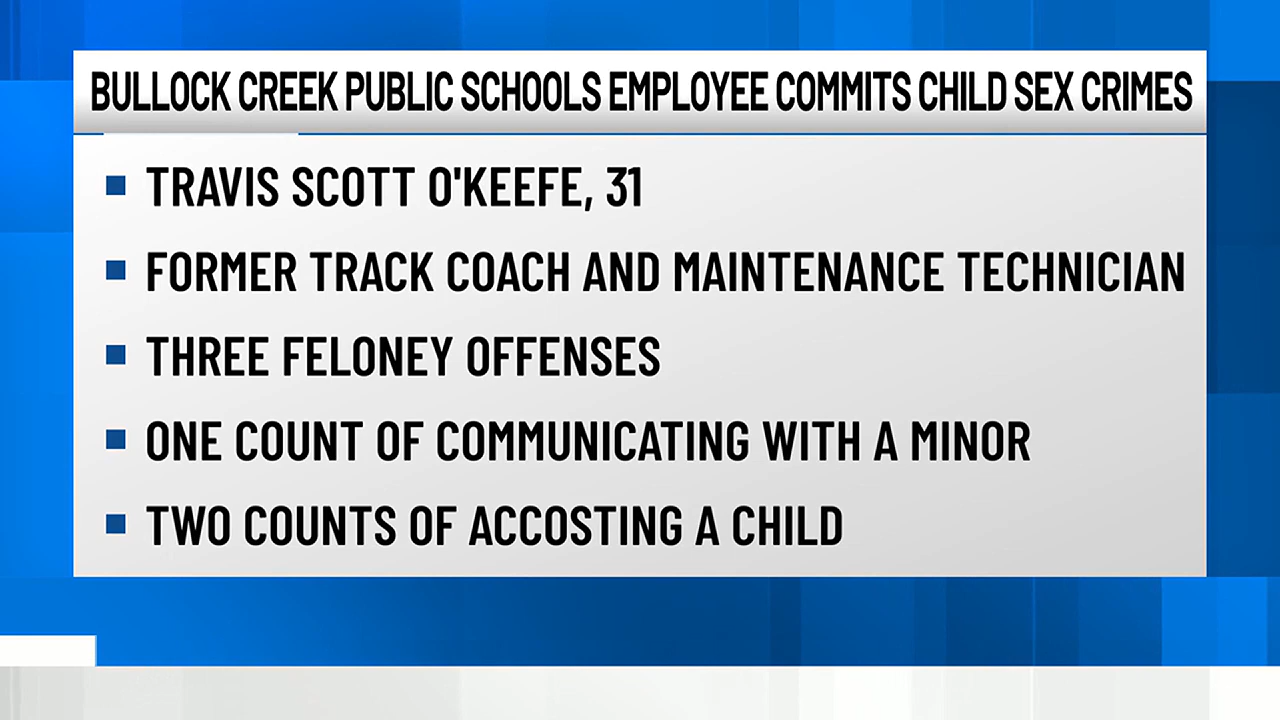 BULLOCK CREEK PUBLIC SCHOOLS EMPLOYEE COMMITS CHILD SEX CRIMES
TRAVIS SCOTT O'KEEFE, 31
FORMER TRACK COACH AND MAINTENANCE TECHNICIAN
THREE FELONEY OFFENSES
ONE COUNT OF COMMUNICATING WITH A MINOR
TWO COUNTS OF ACCOSTING A CHILD